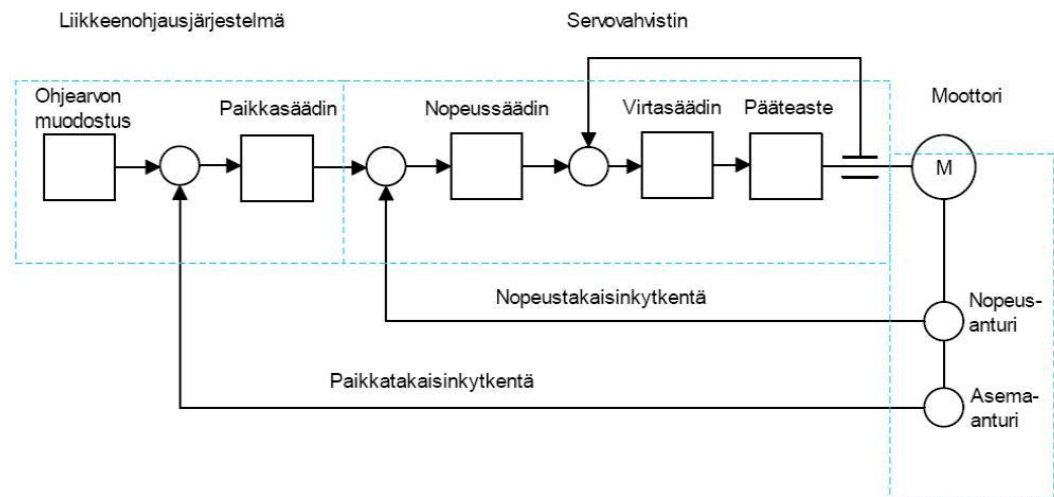 Liikkeenohjausjärjestelmä
Servovahvistin
Ohjearvon
muodostus
Paikkasäädin
Nopeussäädin
Virtasäädin
Pääteaste
Moottori
M
Nopeustakaisinkytkentä
Nopeus-
anturi
Paikkatakaisinkytkentä
Asema-
anturi